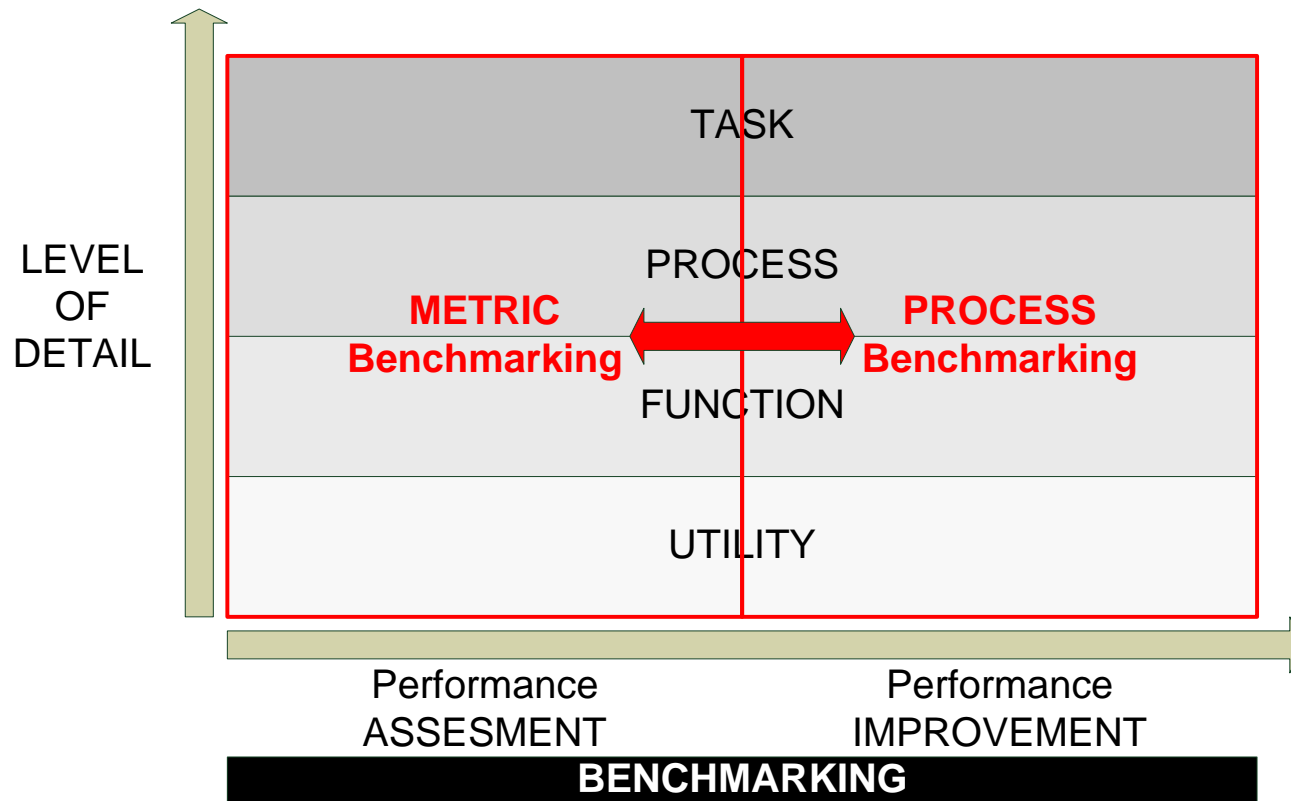 TASK
LEVEL
OF
DETAIL
PROCESS
METRIC
Benchmarking
PROCESS
Benchmarking
FUNCTION
UTILITY
Performance
ASSESMENT
Performance
IMPROVEMENT
BENCHMARKING